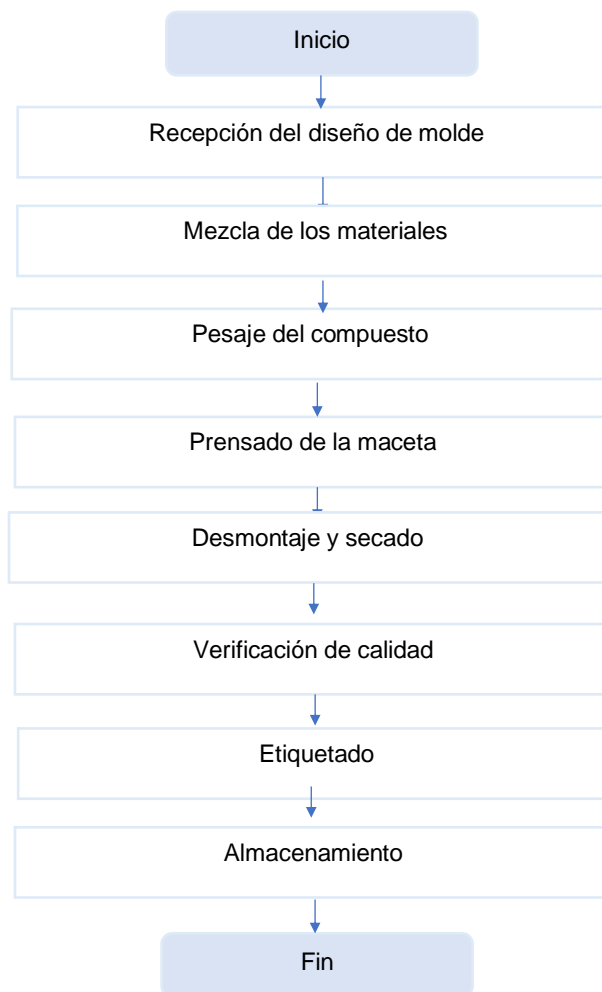 Inicio
Recepción del diseño de molde
Mezcla de los materiales
Pesaje del compuesto
Prensado de la maceta
Desmontaje y secado
Verificación de calidad
Etiquetado
Almacenamiento
Fin